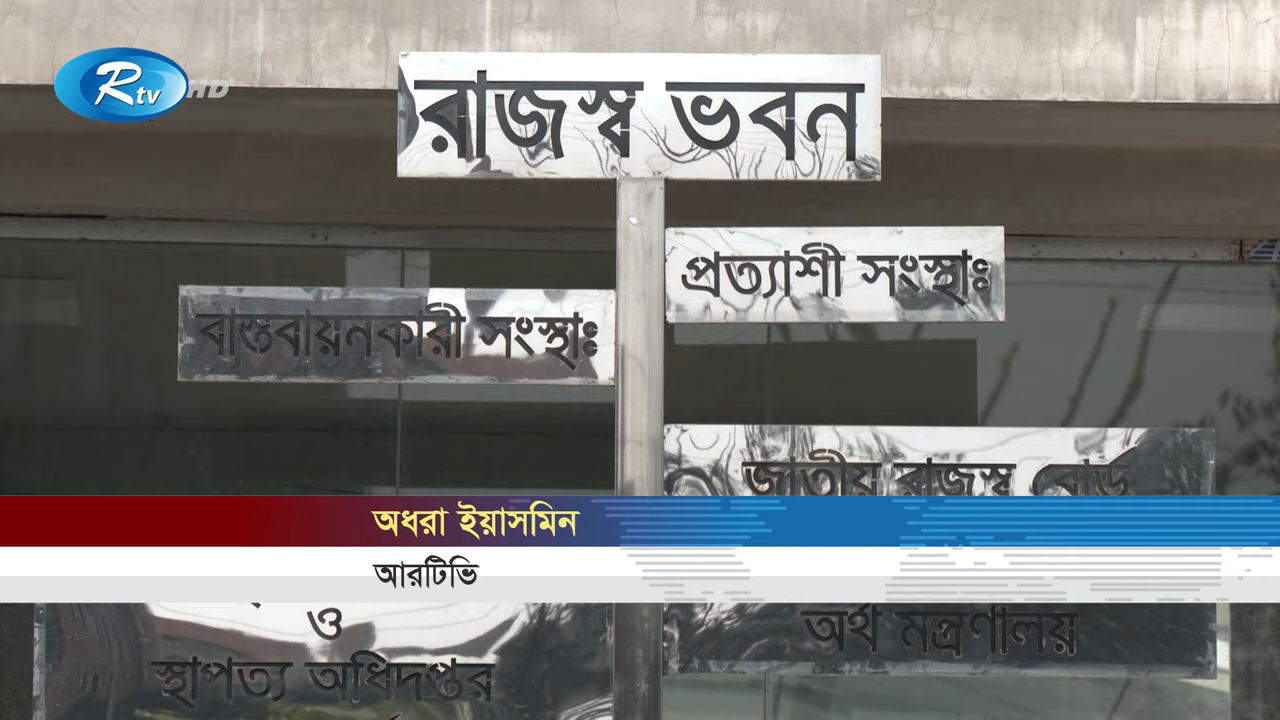 Rtv HD
রাজস্ব ভবন
প্রত্যাশী সংস্থাঃ
বাস্তবায়নকারী সংস্থাঃ
জাতীয় রাজস্ব বোর্ড
অধরা ইয়াসমিন
আরটিভি
ও
অর্থ মন্ত্রণালয়
স্থাপত্য অধিদপ্তর